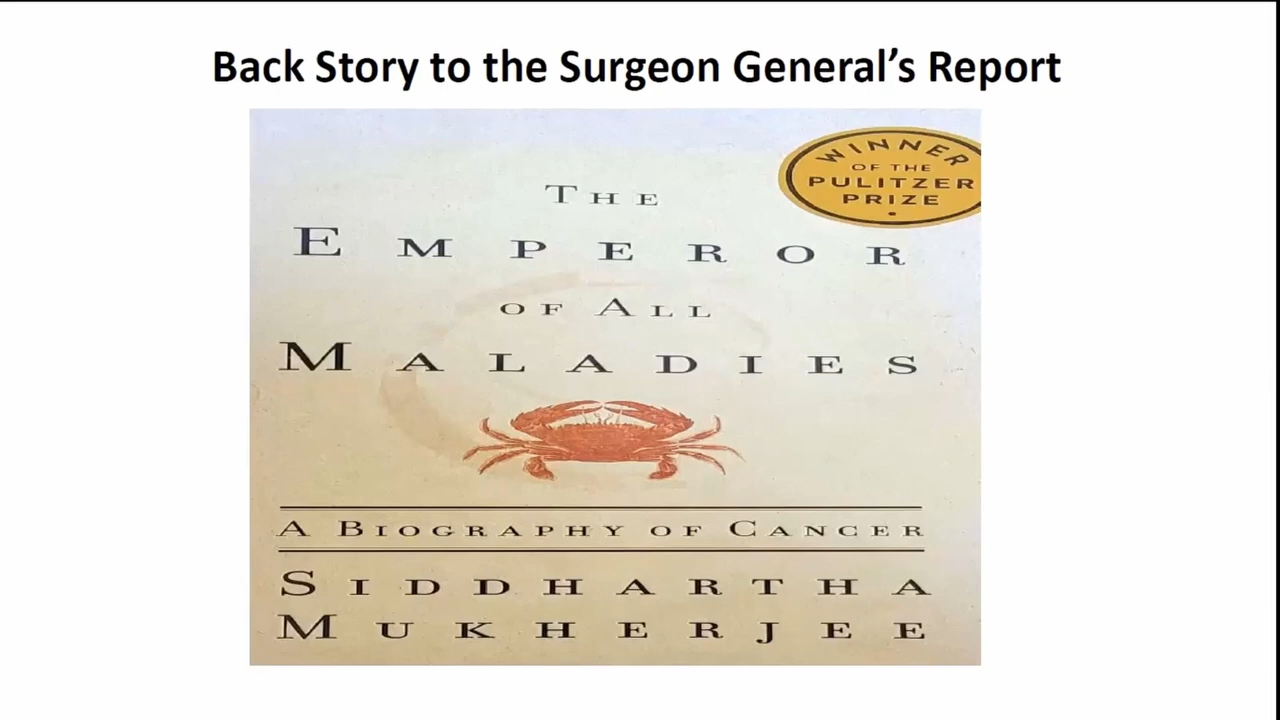 Back Story to the Surgeon General’s Report
WINNER
OF THE
PULITZER
PRIZE
THE
EMPEROR
OF ALL
MALADIES
A BIOGRAPHY OF CANCER
SIDDHARTHA
MUKHERJEE